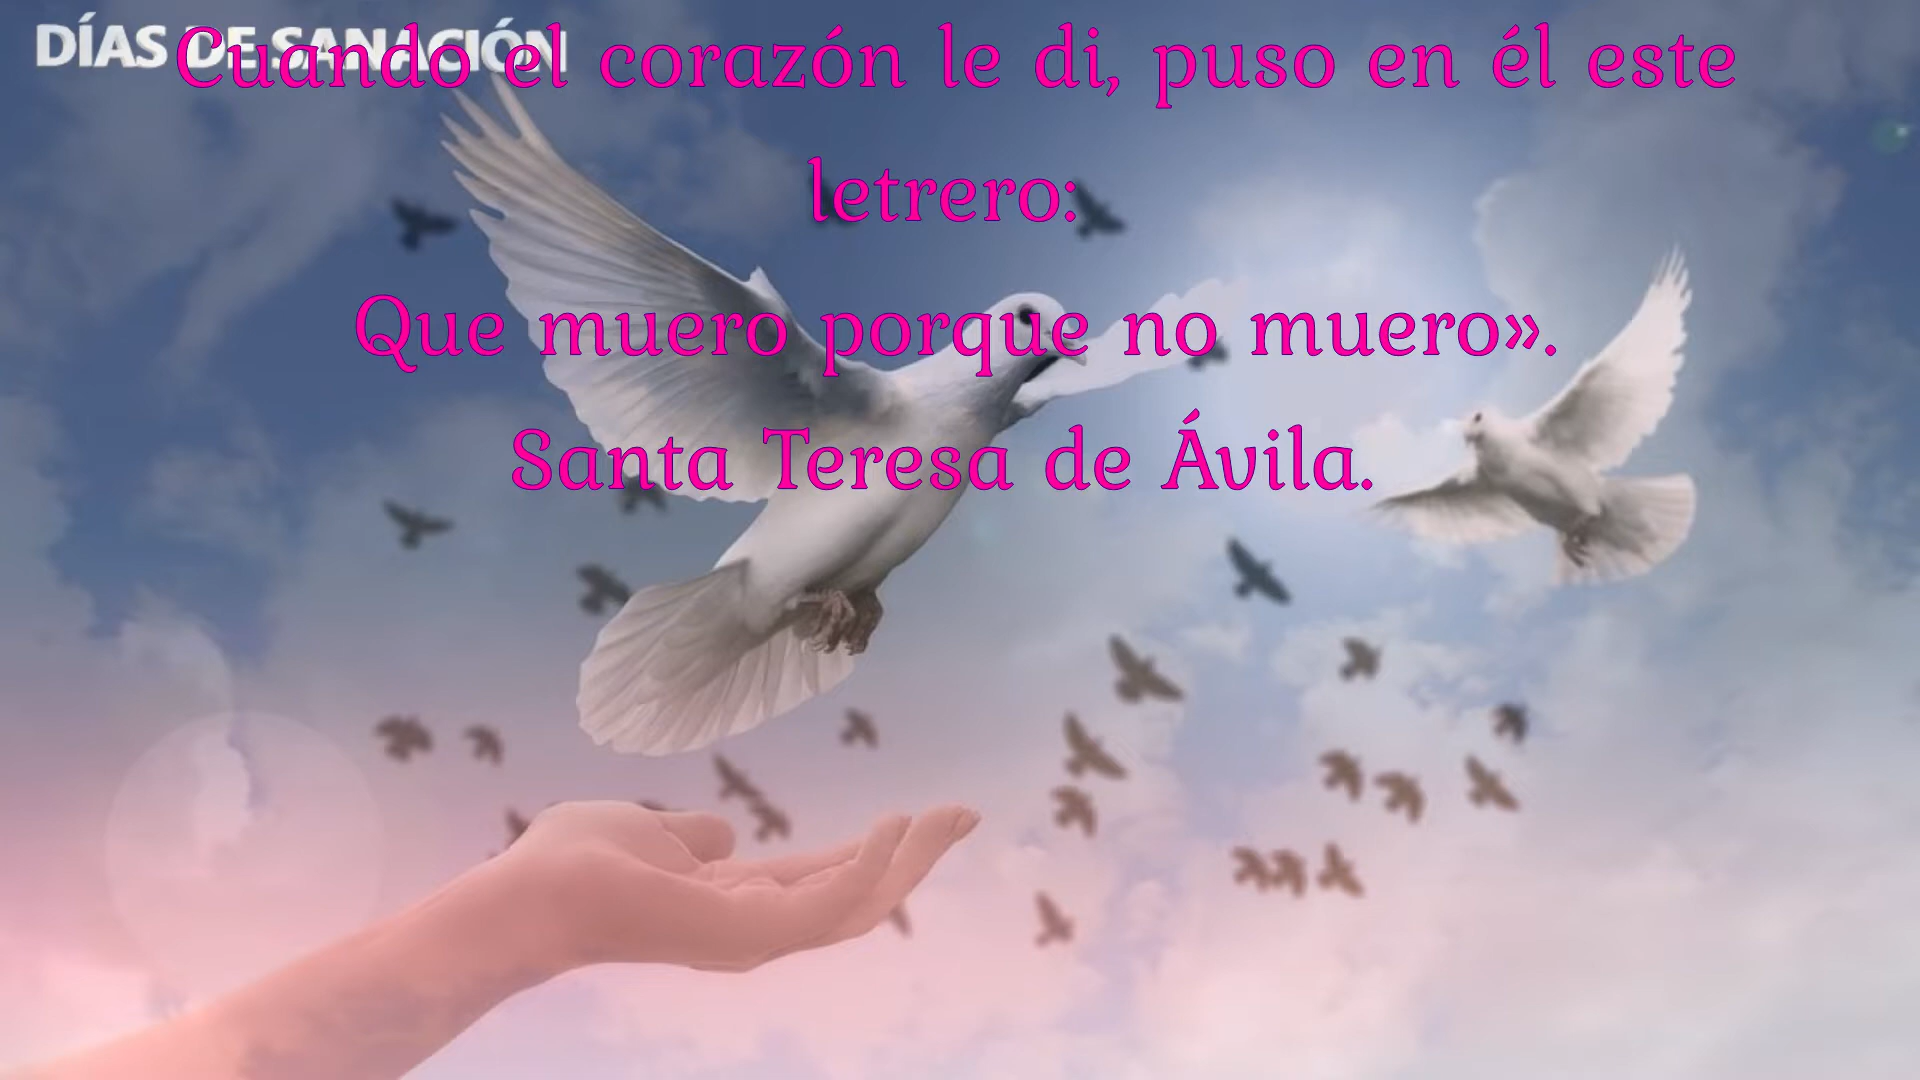 DÍAS DE SANACIÓN
Cuando el corazón le di, puso en él este
letrero:
Que muero porque no muero».
Santa Teresa de Ávila.